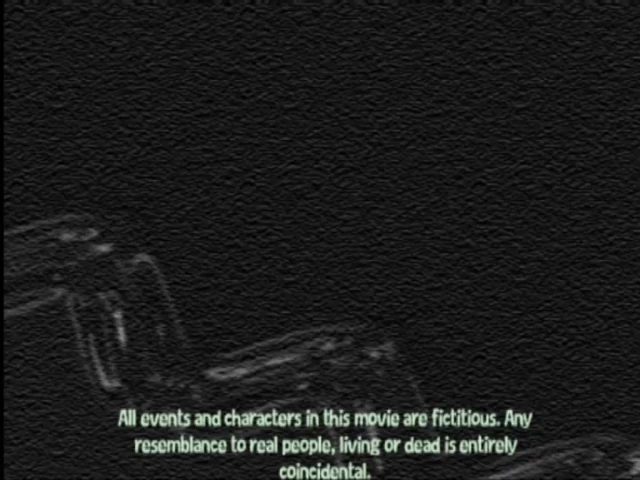 All events and characters in this movie are fictitious. Any
resemblance to real people, living or dead is entirely
coincidental.